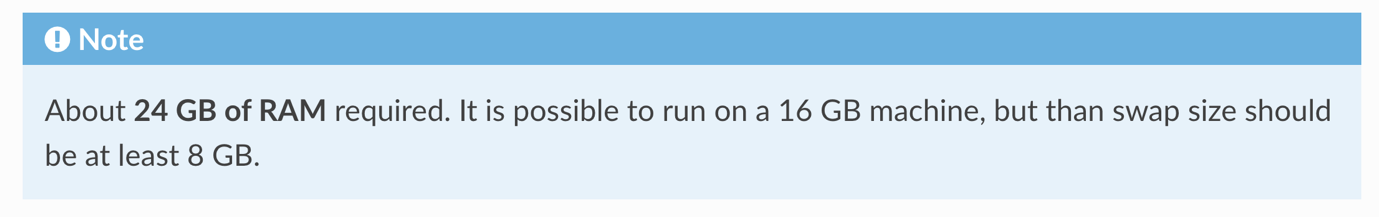 Note
About 24 GB of RAM required. It is possible to run on a 16 GB machine, but than swap size should
be at least 8 GB.